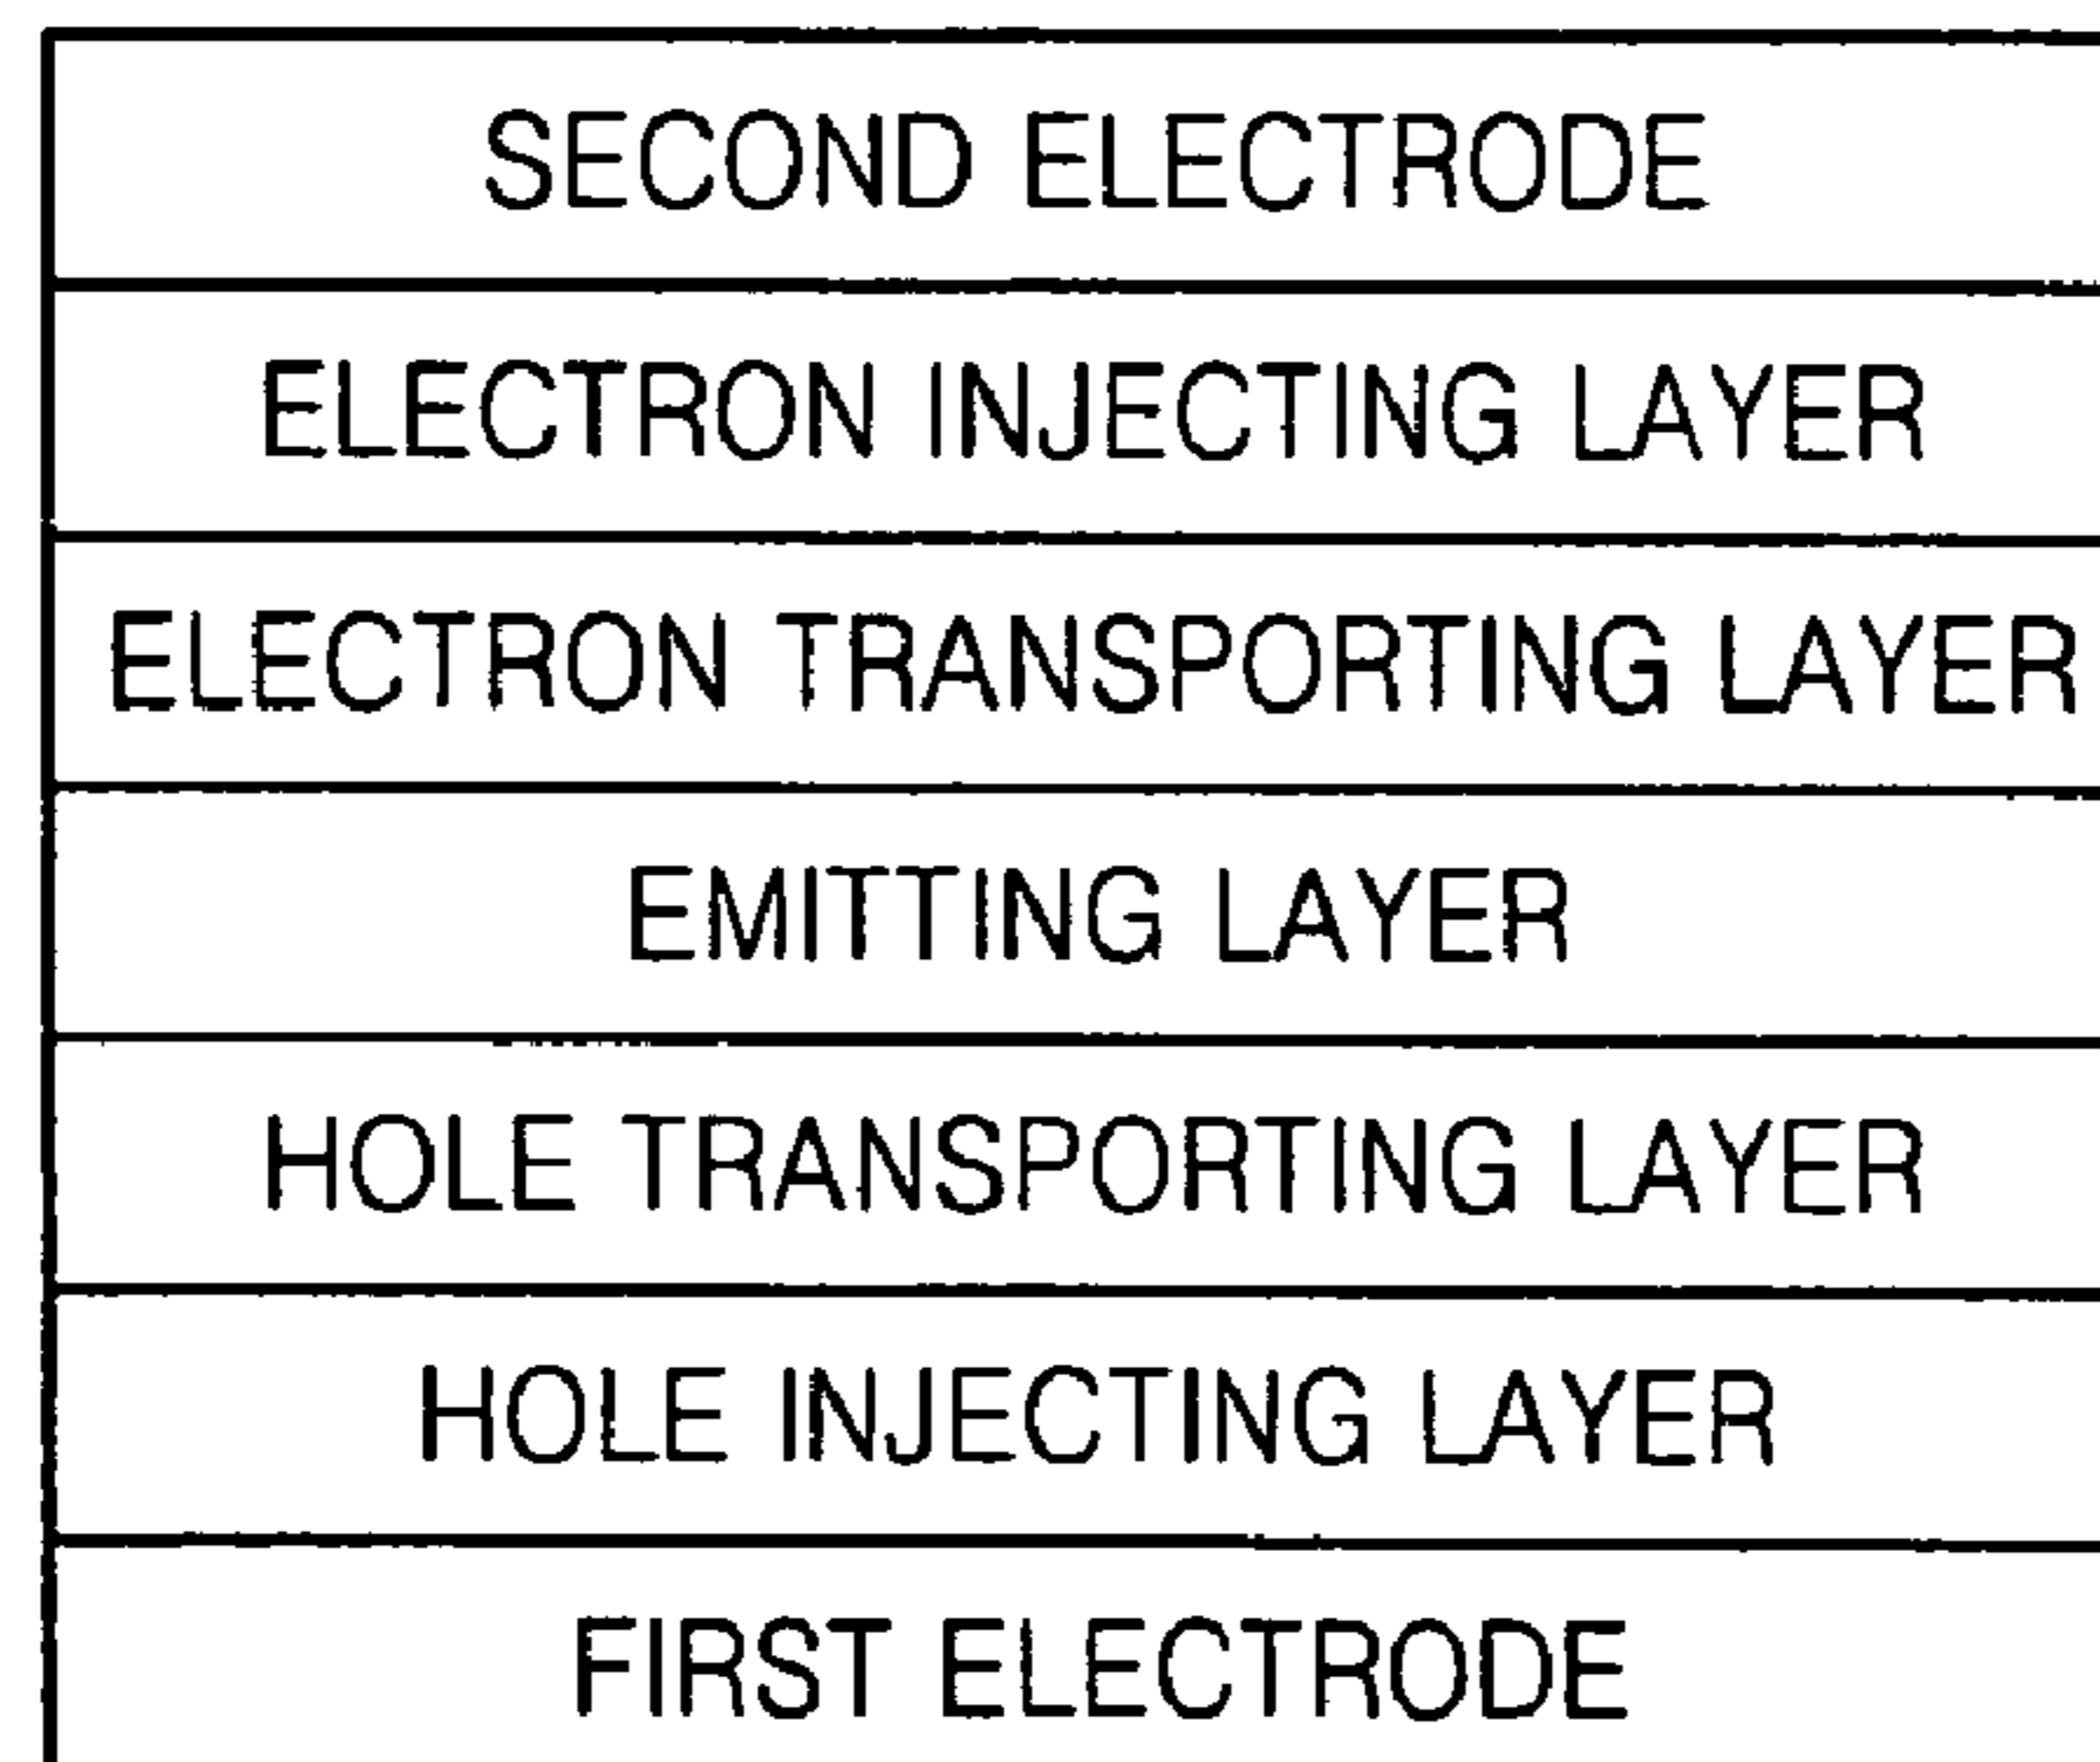 SECOND ELECTRODE
ELECTRON INJECTING LAYER
ELECTRON TRANSPORTING LAYER
EMITTING LAYER
HOLE TRANSPORTING LAYER
HOLE INJECTING LAYER
FIRST ELECTRODE